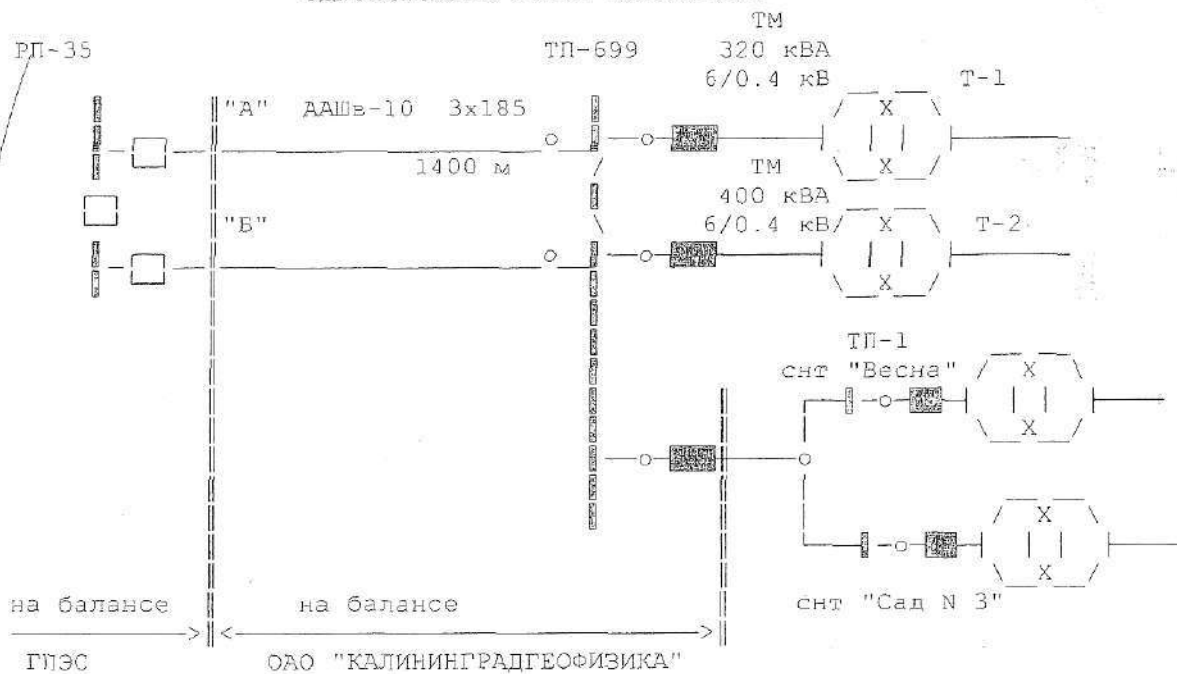 ТМ
РП-35 ТП-699 320 кВА
6/0.4 кВ Т-1
"А" ААШв-10 3х185
1400 м
ТМ
400 кВА
"Б" 6/0.4 кВ Т-2
ТП-1
снт "Весна"
на балансе на балансе снт "Сад N 3"
ГПЭС ОАО "КАЛИНИНГРАДГЕОФИЗИКА"